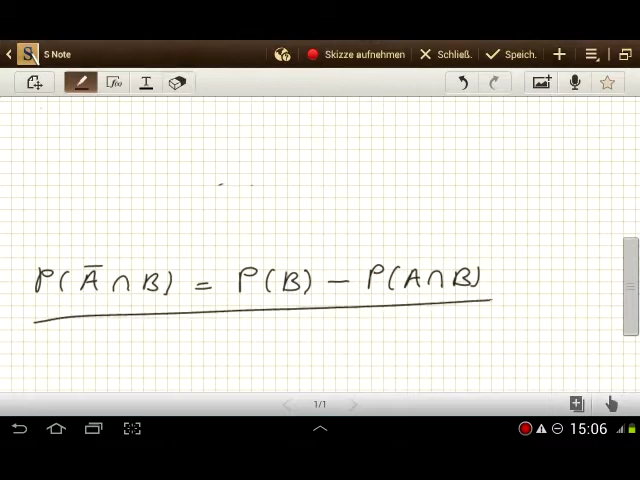 S Note Skizze aufnehmen Schließ. Speich.
f(x) T
P(A̅ ∩ B) = P(B) − P(A ∩ B)
1/1
15:06